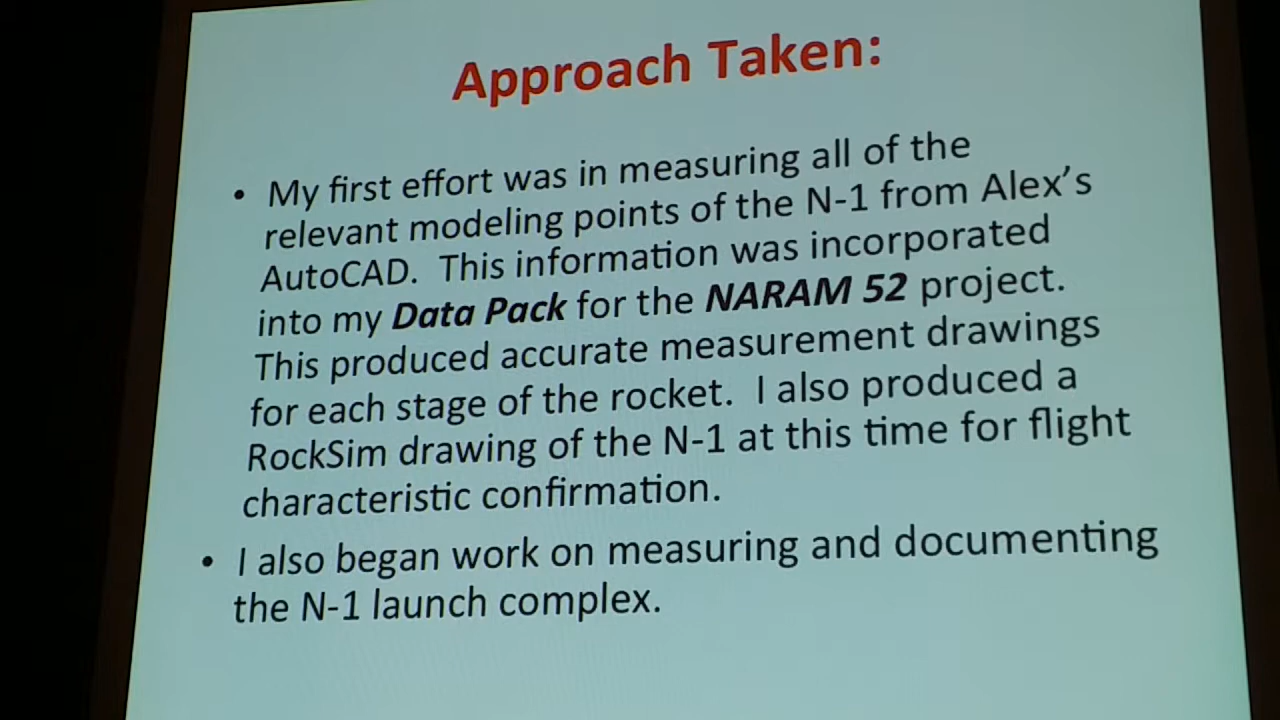 Approach Taken:
• My first effort was in measuring all of the
relevant modeling points of the N-1 from Alex's
AutoCAD.  This information was incorporated
into my Data Pack for the NARAM 52 project.
This produced accurate measurement drawings
for each stage of the rocket.  I also produced a
RockSim drawing of the N-1 at this time for flight
characteristic confirmation.
• I also began work on measuring and documenting
the N-1 launch complex.